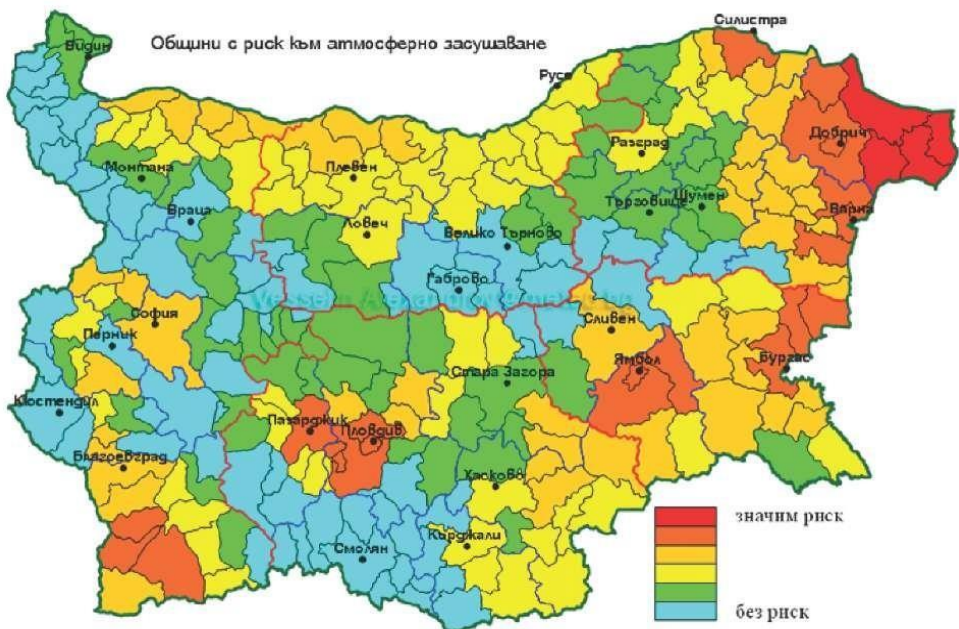 Силистра
Видин
Общини с риск към атмосферно засушаване
Русе
Добрич
Разград
Монтана
Плевен
Търговище
Шумен
Враца
Варна
Ловеч
Велико Търново
Габрово
София
Сливен
Перник
Ямбол
Бургас
Стара Загора
Кюстендил
Пазарджик
Пловдив
Благоевград
Хасково
Кърджали
Смолян
значим риск
без риск